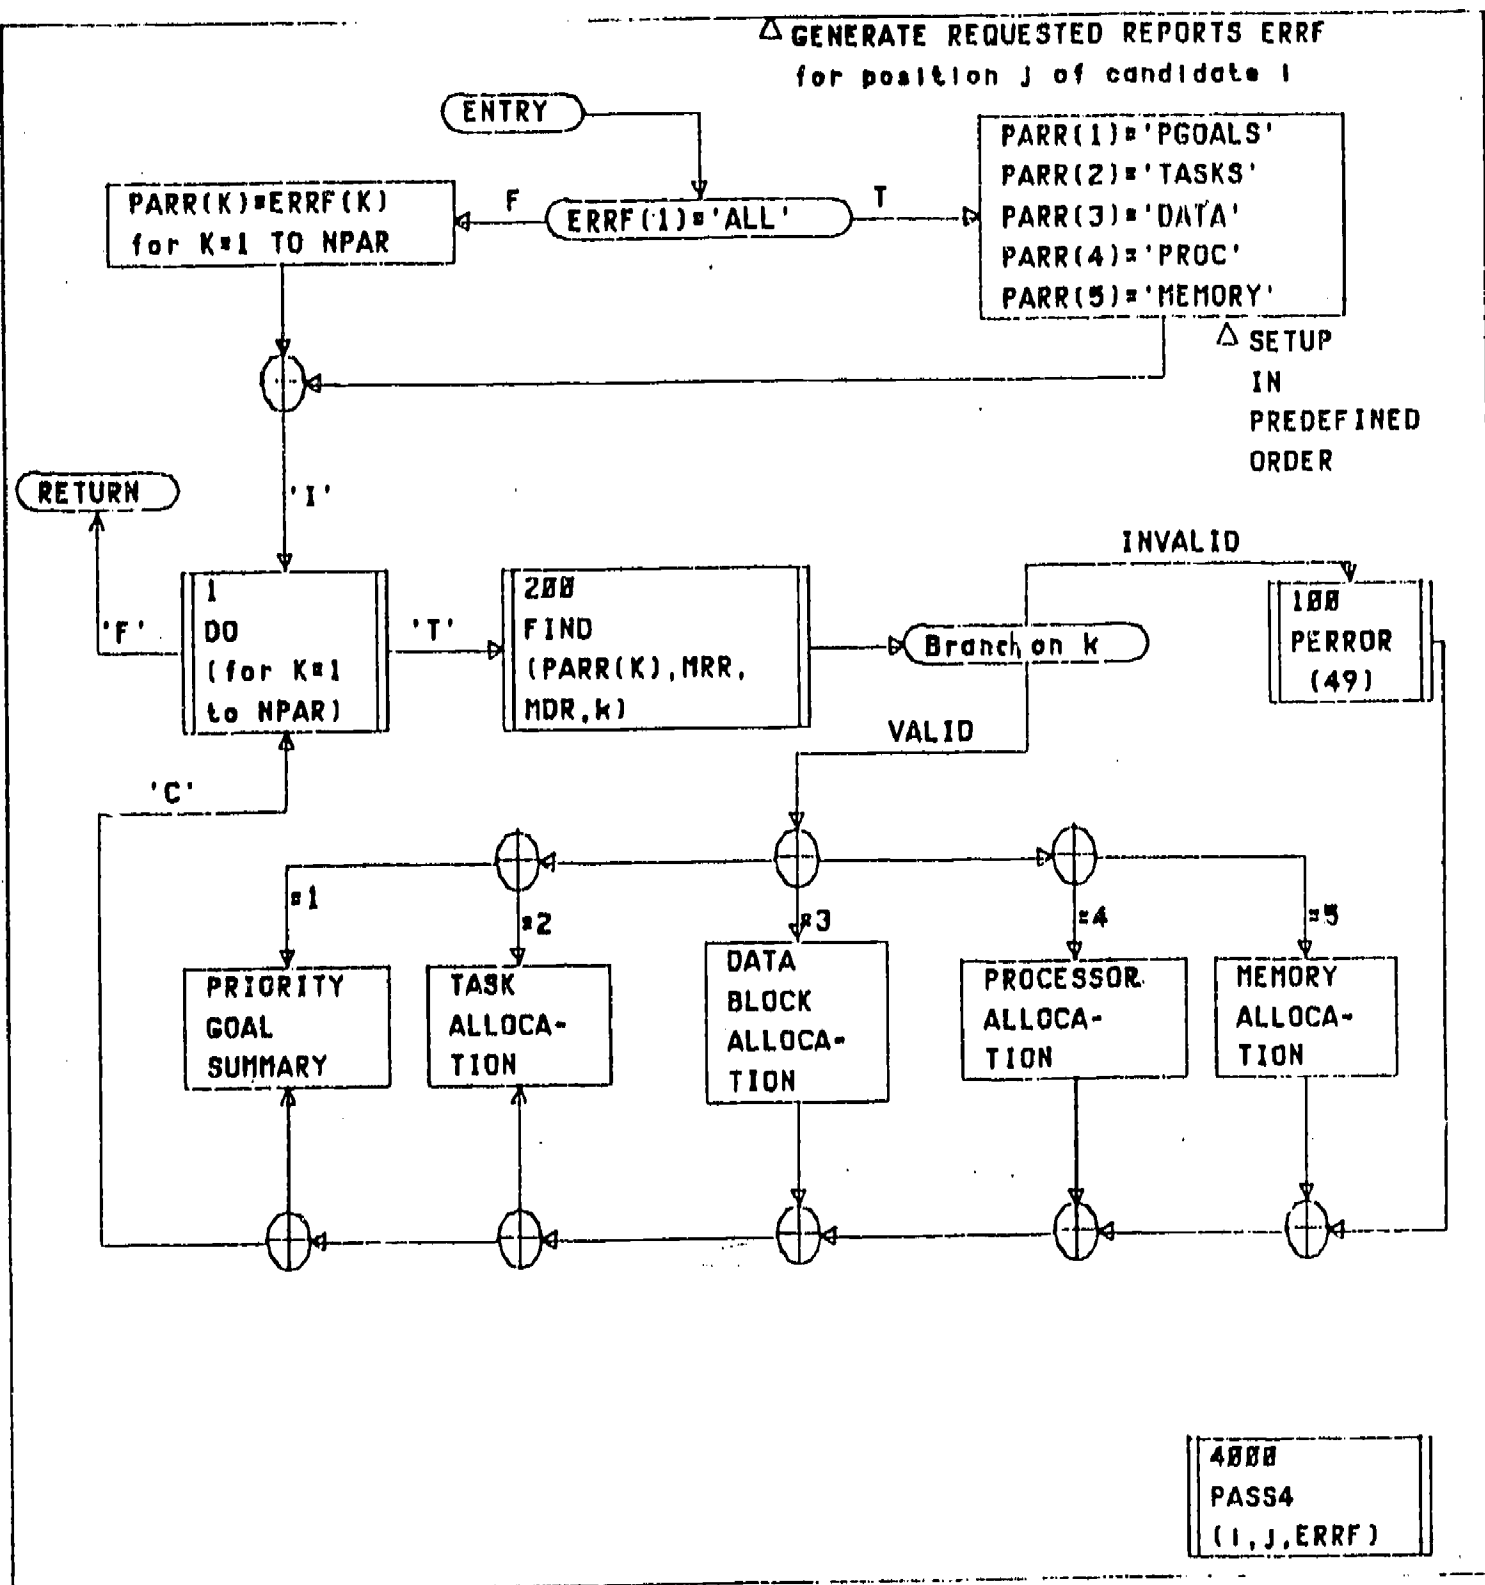 △ GENERATE REQUESTED REPORTS ERRF
for position j of candidate i
ENTRY
PARR(1)='PGOALS'
PARR(2)='TASKS'
PARR(3)='DATA'
PARR(4)='PROC'
PARR(5)='MEMORY'
PARR(K)=ERRF(K)
for K=1 TO NPAR
F
ERRF(1)='ALL'
T
△ SETUP
IN
PREDEFINED
ORDER
RETURN
'I'
INVALID
'F'
1
DO
(for K=1
to NPAR)
'T'
200
FIND
(PARR(K),MRR,
MDR,k)
Branch on k
100
PERROR
(49)
VALID
'C'
=1
=2
=3
=4
=5
PRIORITY
GOAL
SUMMARY
TASK
ALLOCA-
TION
DATA
BLOCK
ALLOCA-
TION
PROCESSOR
ALLOCA-
TION
MEMORY
ALLOCA-
TION
4000
PASS4
(i,j,ERRF)